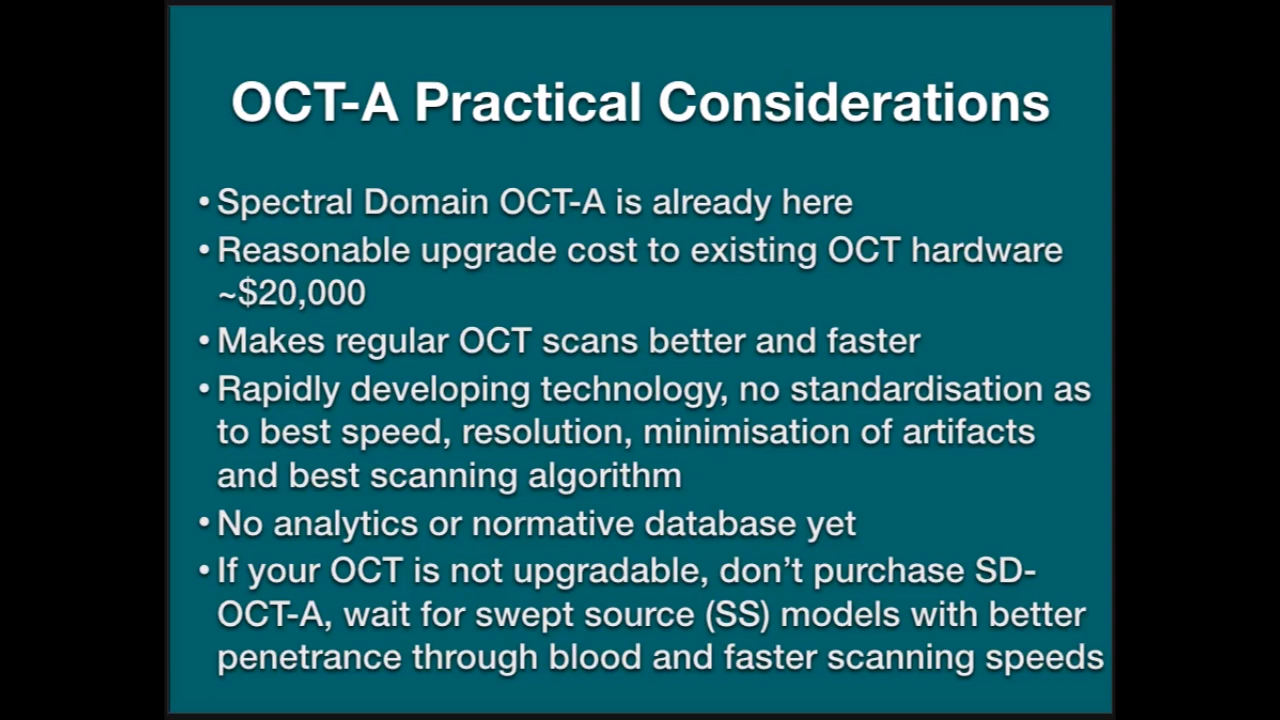 OCT-A Practical Considerations
• Spectral Domain OCT-A is already here
• Reasonable upgrade cost to existing OCT hardware
~$20,000
• Makes regular OCT scans better and faster
• Rapidly developing technology, no standardisation as
to best speed, resolution, minimisation of artifacts
and best scanning algorithm
• No analytics or normative database yet
• If your OCT is not upgradable, don’t purchase SD-
OCT-A, wait for swept source (SS) models with better
penetrance through blood and faster scanning speeds